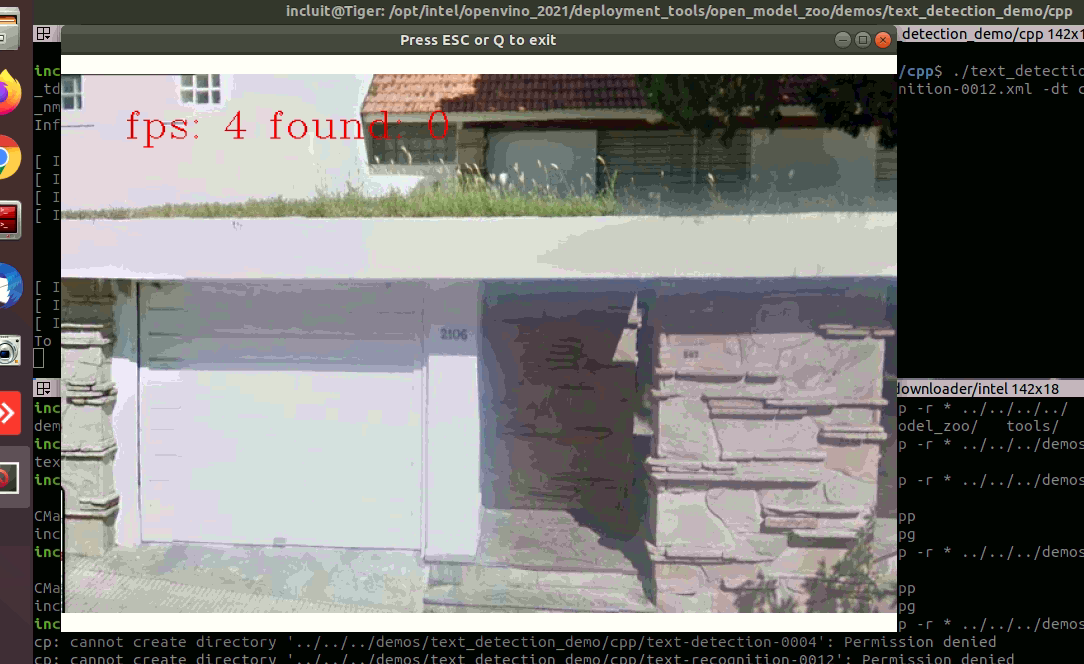 incluit@Tiger: /opt/intel/openvino_2021/deployment_tools/open_model_zoo/demos/text_detection_demo/cpp
Press ESC or Q to exit
detection_demo/cpp 142x1
inc
/cpp$ ./text_detectio
_td
nition-0012.xml -dt c
_nm
Inf
fps: 4 found: 0
[ I
[ I
[ I
[ I
[ I
[ I
[ I
To
2106
downloader/intel 142x18
inc
p -r * ../../../../
dem
odel_zoo/ tools/
inc
p -r * ../../../demos
tex
inc
p -r * ../../../demos
CMa
pp
inc
pg
inc
p -r * ../../../demos
CMa
pp
inc
pg
inc
p -r * ../../../demos
cp: cannot create directory '../../../demos/text_detection_demo/cpp/text-detection-0004': Permission denied
cp: cannot create directory '../../../demos/text_detection_demo/cpp/text-recognition-0012': Permission denied